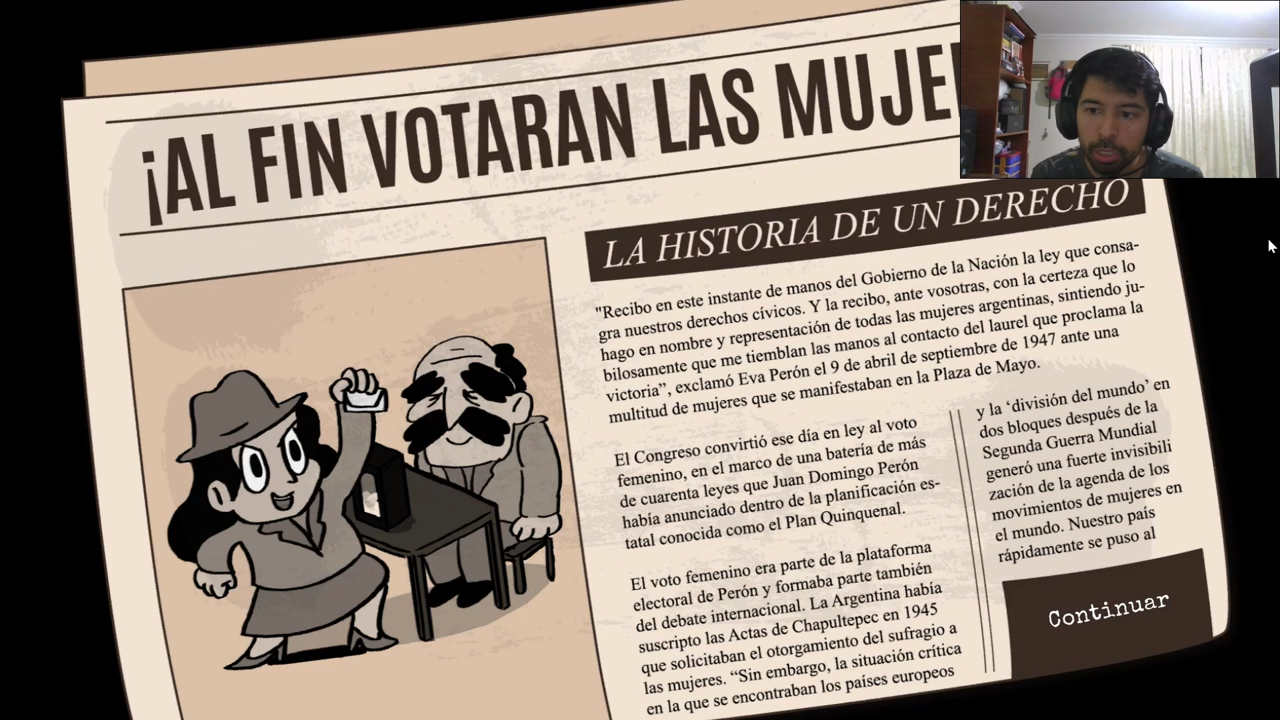 ¡AL FIN VOTARAN LAS MUJE
LA HISTORIA DE UN DERECHO
"Recibo en este instante de manos del Gobierno de la Nación la ley que consa-
gra nuestros derechos cívicos. Y la recibo, ante vosotras, con la certeza que lo
hago en nombre y representación de todas las mujeres argentinas, sintiendo ju-
bilosamente que me tiemblan las manos al contacto del laurel que proclama la
victoria”, exclamó Eva Perón el 9 de abril de septiembre de 1947 ante una
multitud de mujeres que se manifestaban en la Plaza de Mayo.
El Congreso convirtió ese día en ley al voto
femenino, en el marco de una batería de más
de cuarenta leyes que Juan Domingo Perón
había anunciado dentro de la planificación es-
tatal conocida como el Plan Quinquenal.
El voto femenino era parte de la plataforma
electoral de Perón y formaba parte también
del debate internacional. La Argentina había
suscripto las Actas de Chapultepec en 1945
que solicitaban el otorgamiento del sufragio a
las mujeres. “Sin embargo, la situación crítica
en la que se encontraban los países europeos
y la ‘división del mundo’ en
dos bloques después de la
Segunda Guerra Mundial
generó una fuerte invisibili
zación de la agenda de los
movimientos de mujeres en
el mundo. Nuestro país
rápidamente se puso al
Continuar